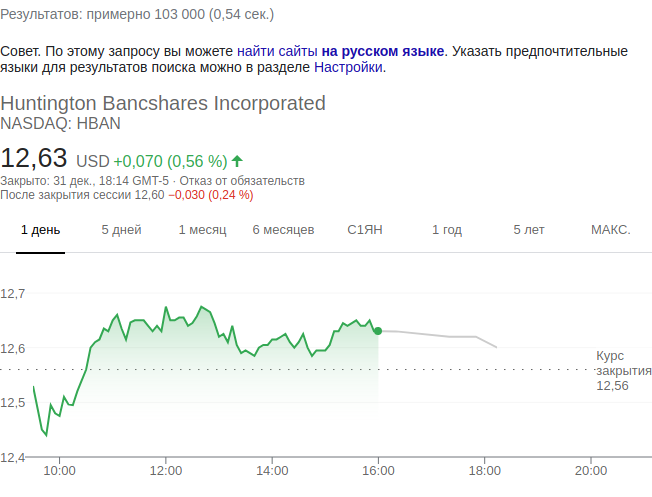 Результатов: примерно 103 000 (0,54 сек.)
Совет. По этому запросу вы можете найти сайты на русском языке. Указать предпочтительные
языки для результатов поиска можно в разделе Настройки.
Huntington Bancshares Incorporated
NASDAQ: HBAN
12,63 USD +0,070 (0,56 %)
Закрыто: 31 дек., 18:14 GMT-5 · Отказ от обязательств
После закрытия сессии 12,60 −0,030 (0,24 %)
1 день 5 дней 1 месяц 6 месяцев С1ЯН 1 год 5 лет МАКС.
12,7
12,6
Курс
закрытия
12,56
12,5
12,4
10:00 12:00 14:00 16:00 18:00 20:00